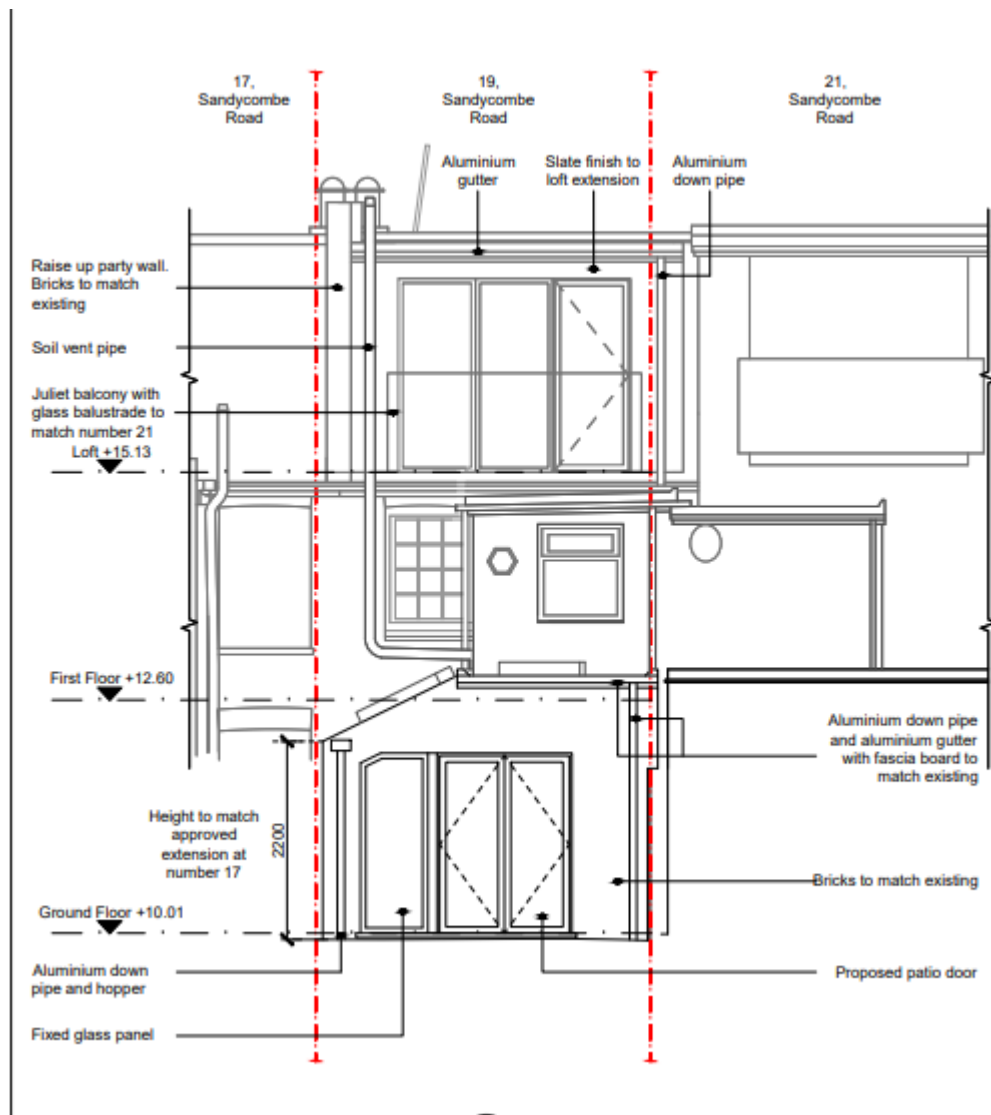 17,
Sandycombe
Road
19,
Sandycombe
Road
21,
Sandycombe
Road
Aluminium
gutter
Slate finish to
loft extension
Aluminium
down pipe
Raise up party wall.
Bricks to match
existing
Soil vent pipe
Juliet balcony with
glass balustrade to
match number 21
Loft +15.13
First Floor +12.60
Aluminium down pipe
and aluminium gutter
with fascia board to
match existing
Height to match
approved
extension at
number 17
2200
Bricks to match existing
Ground Floor +10.01
Aluminium down
pipe and hopper
Proposed patio door
Fixed glass panel